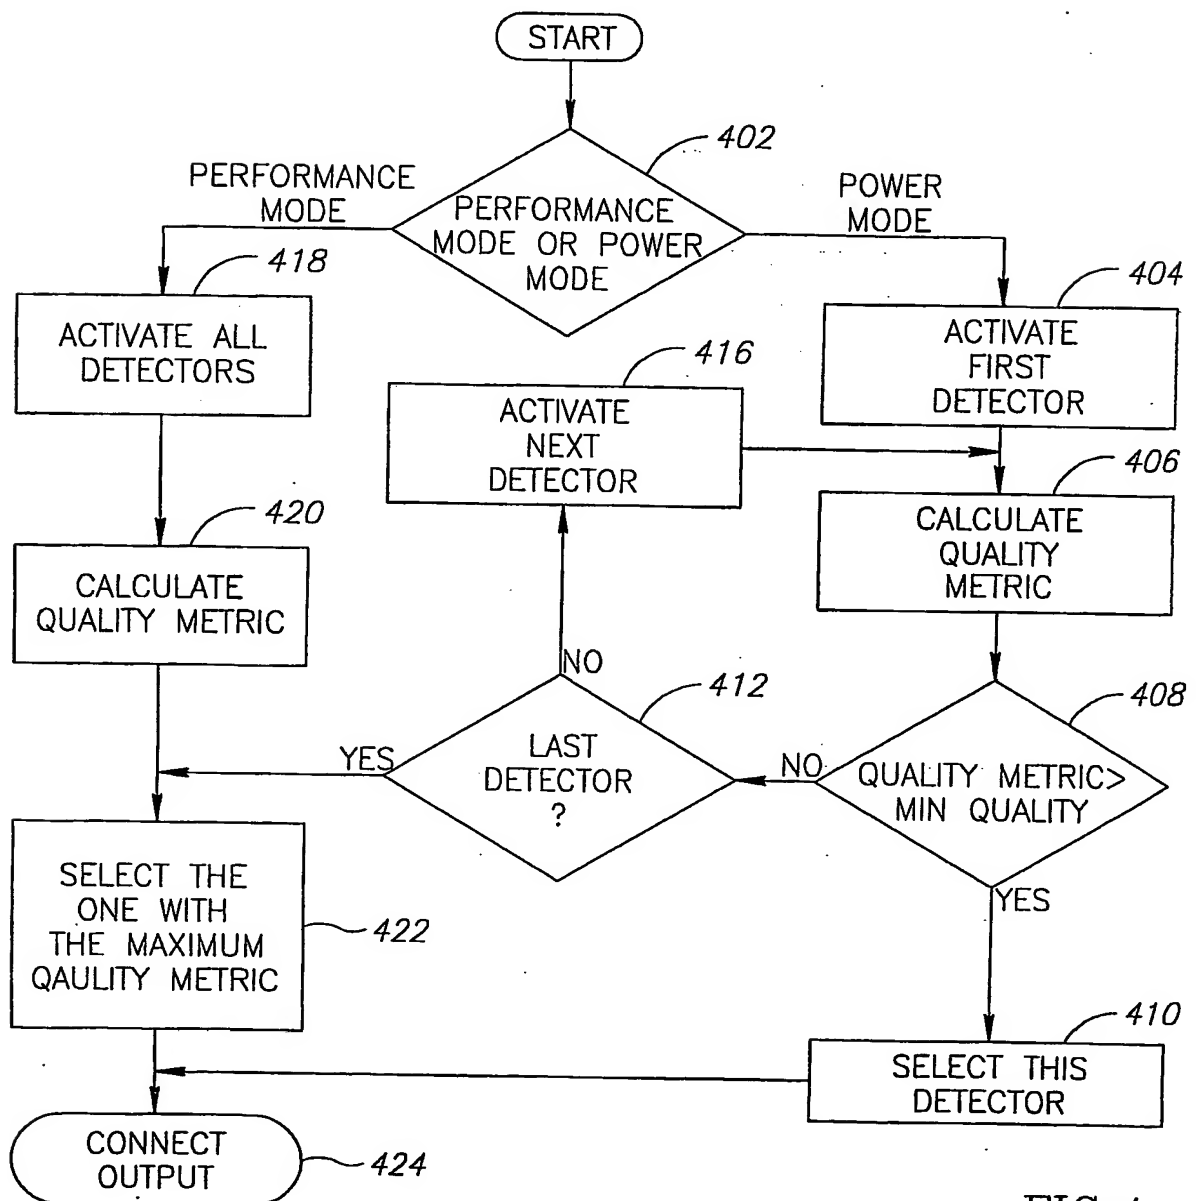 START
402
PERFORMANCE
MODE
POWER
MODE
PERFORMANCE
MODE OR POWER
MODE
418
404
ACTIVATE ALL
DETECTORS
416
ACTIVATE
FIRST
DETECTOR
ACTIVATE
NEXT
DETECTOR
406
420
CALCULATE
QUALITY
METRIC
CALCULATE
QUALITY METRIC
NO
412
408
YES
LAST
DETECTOR
?
NO
QUALITY METRIC>
MIN QUALITY
SELECT THE
ONE WITH
THE MAXIMUM
QAULITY METRIC
422
YES
410
SELECT THIS
DETECTOR
CONNECT
OUTPUT
424